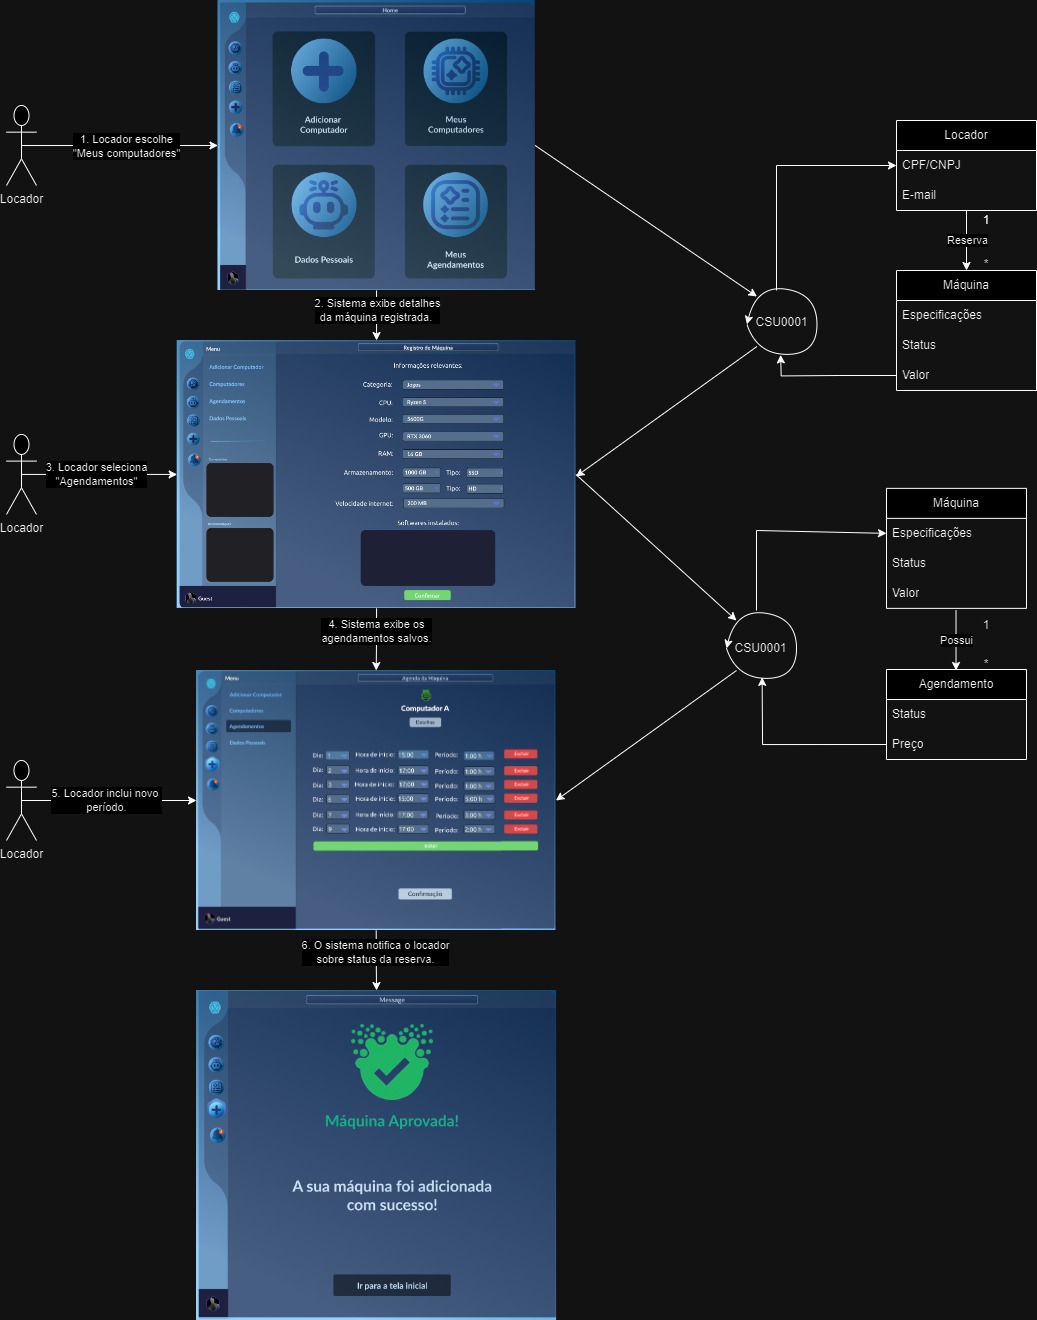 Home
Adicionar
Computador
Meus
Computadores
Dados Pessoais
Meus
Agendamentos
1. Locador escolhe
"Meus computadores"
Locador
2. Sistema exibe detalhes
da máquina registrada.
CSU0001
Locador
CPF/CNPJ
E-mail
1
Reserva
*
Máquina
Especificações
Status
Valor
Menu
Adicionar Computador
Computadores
Agendamentos
Dados Pessoais
Guest
Registro de Máquina
Informações relevantes:
Categoria: Jogos
CPU: Ryzen 5
Modelo: 5600G
GPU: RTX 3060
RAM: 16 GB
Armazenamento: 1000 GB Tipo: SSD
500 GB Tipo: HD
Velocidade internet: 200 MB
Softwares instalados:
Confirmar
3. Locador seleciona
"Agendamentos"
Locador
4. Sistema exibe os
agendamentos salvos.
CSU0001
Máquina
Especificações
Status
Valor
1
Possui
*
Agendamento
Status
Preço
Menu
Adicionar Computador
Computadores
Agendamentos
Dados Pessoais
Guest
Agenda da Máquina
Computador A
Detalhes
Dia: 1 Hora de início: 15:00 Período: 1:00 h Excluir
Dia: 2 Hora de início: 17:00 Período: 1:00 h Excluir
Dia: 3 Hora de início: 17:00 Período: 1:00 h Excluir
Dia: 6 Hora de início: 15:00 Período: 5:00 h Excluir
Dia: 7 Hora de início: 17:00 Período: 3:00 h Excluir
Dia: 9 Hora de início: 17:00 Período: 2:00 h Excluir
Confirmação
5. Locador inclui novo
período.
Locador
6. O sistema notifica o locador
sobre status da reserva.
Message
Máquina Aprovada!
A sua máquina foi adicionada
com sucesso!
Ir para a tela inicial